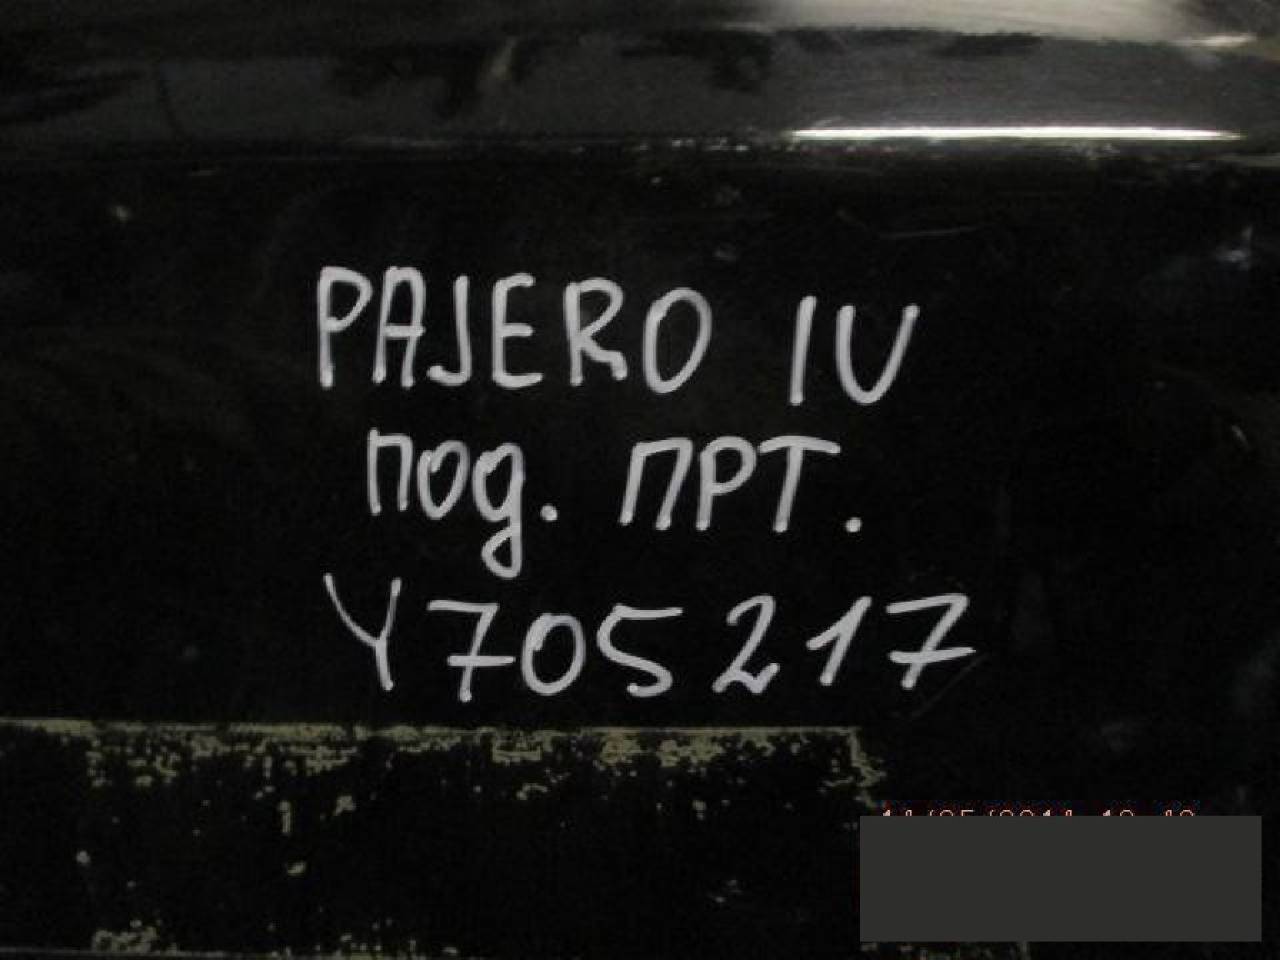 PAJERO IV
под. ПРТ.
Y705217